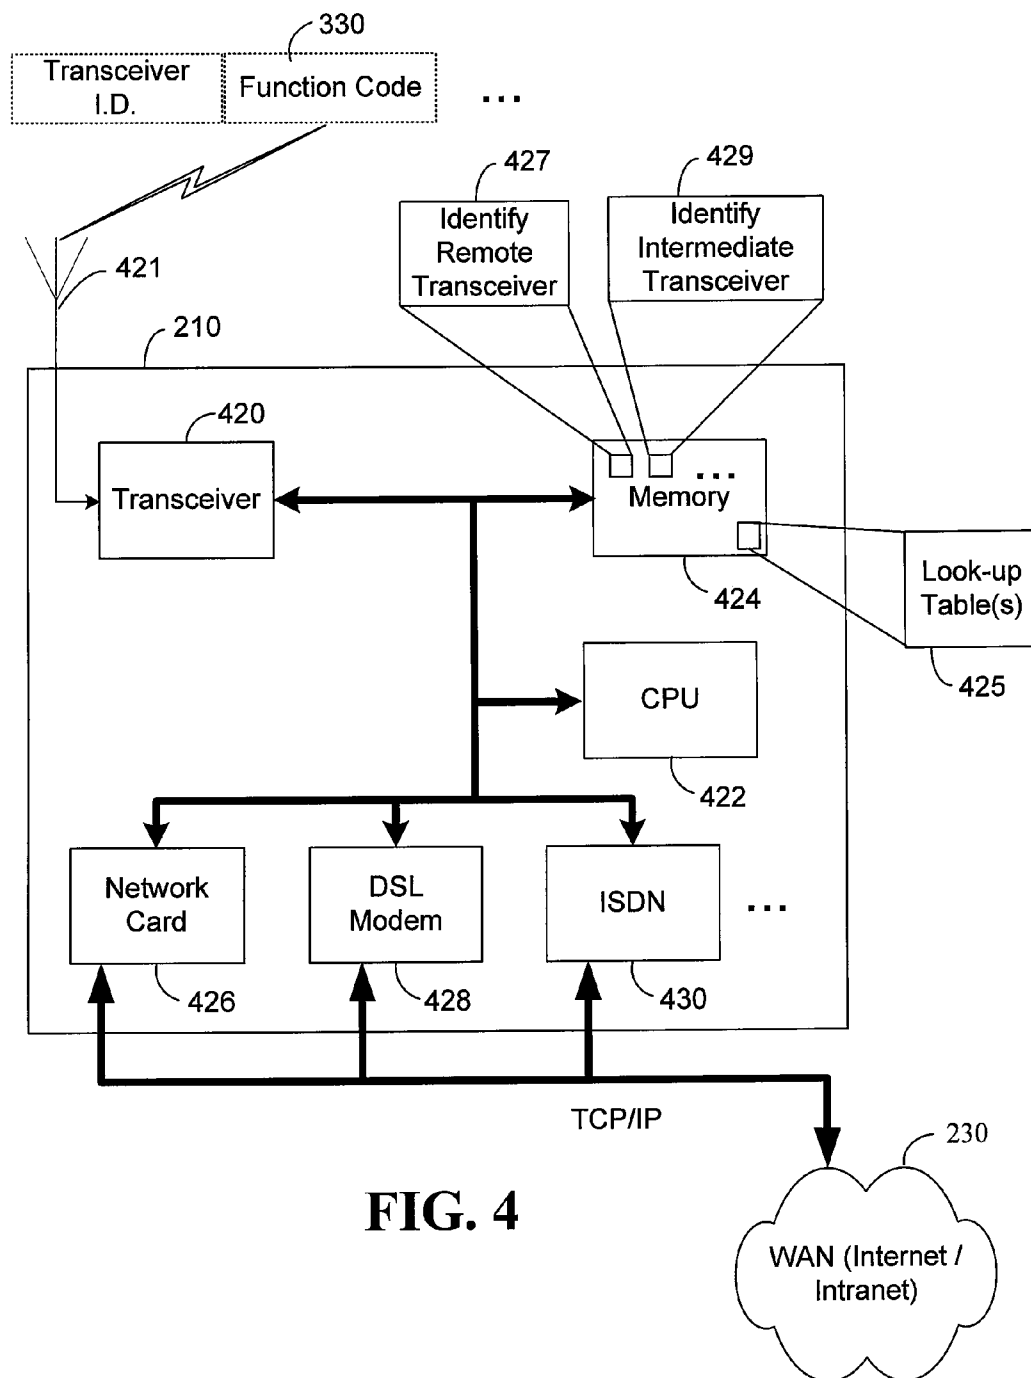 330
Transceiver
I.D.
Function Code
...
427
429
Identify
Remote
Transceiver
Identify
Intermediate
Transceiver
421
210
420
Transceiver
...
Memory
424
Look-up
Table(s)
425
CPU
422
Network
Card
426
DSL
Modem
428
ISDN
430
...
TCP/IP
230
WAN (Internet /
Intranet)
FIG. 4